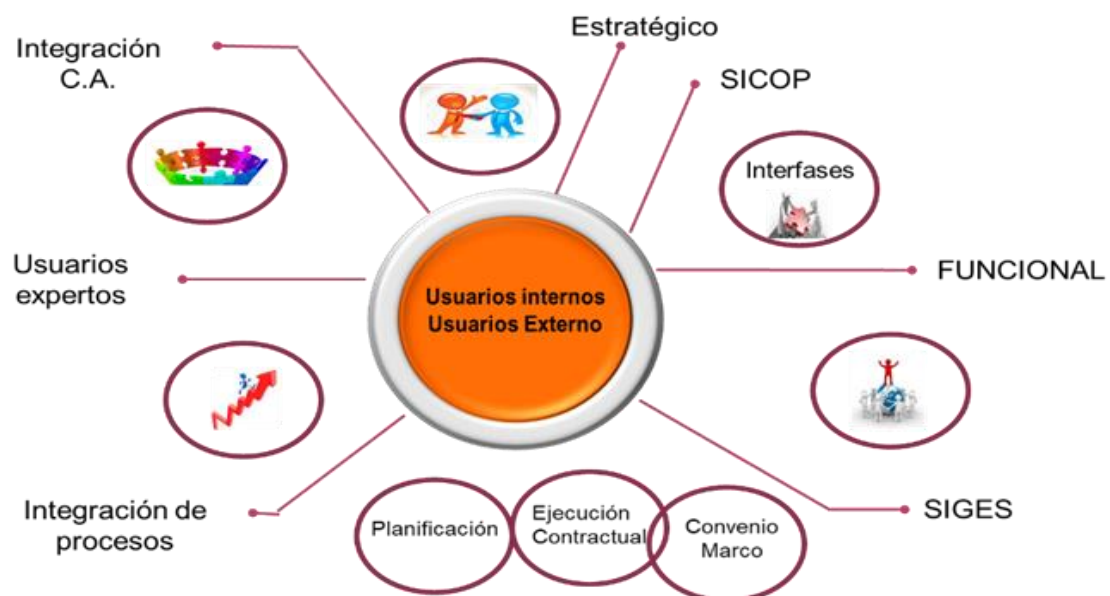 Estratégico
Integración
C.A.
SICOP
Interfases
Usuarios
expertos
FUNCIONAL
Usuarios internos
Usuarios Externo
Integración de
procesos
Planificación
Ejecución
Contractual
Convenio
Marco
SIGES